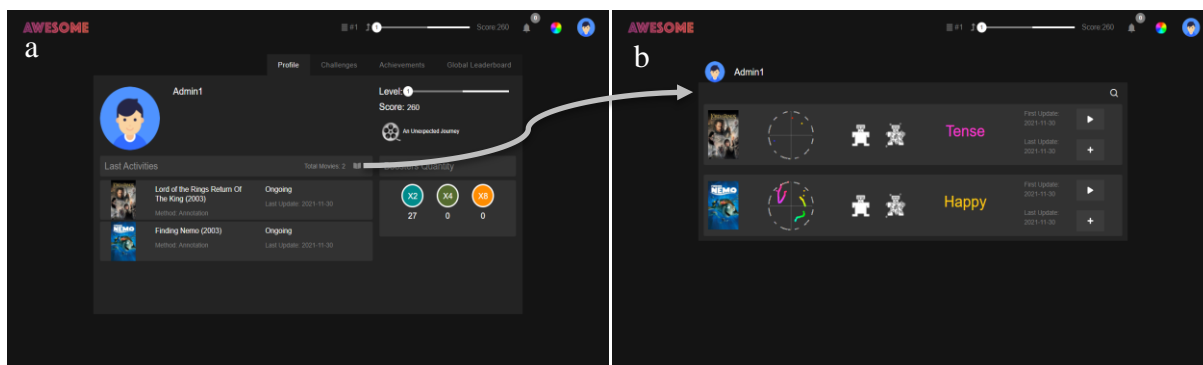 AWESOME
#1
1
Score:260
0
a
Profile Challenges Achievements Global Leaderboard
Admin1
Level:
1
Score: 260
An Unexpected Journey
Last Activities
Total Movies: 2
Lord of the Rings Return Of
The King (2003)
Method: Annotation
Ongoing
Last Update: 2021-11-30
Finding Nemo (2003)
Method: Annotation
Ongoing
Last Update: 2021-11-30
X2 X4 X8
27 0 0
AWESOME
#1
1
Score:260
0
b
Admin1
Tense
First Update:
2021-11-30
Last Update:
2021-11-30
+
NEMO
Happy
First Update:
2021-11-30
Last Update:
2021-11-30
+